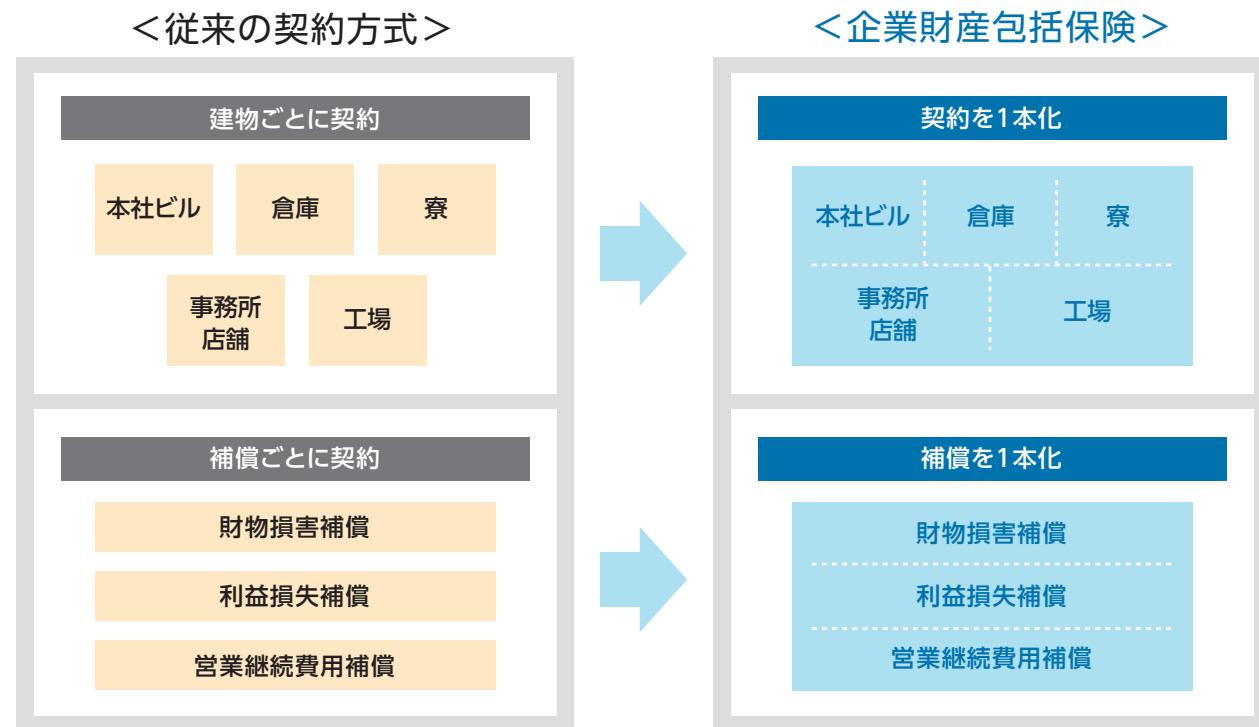 ＜従来の契約方式＞
建物ごとに契約
本社ビル
倉庫
寮
事務所
店舗
工場
補償ごとに契約
財物損害補償
利益損失補償
営業継続費用補償
＜企業財産包括保険＞
契約を1本化
本社ビル
倉庫
寮
事務所
店舗
工場
補償を1本化
財物損害補償
利益損失補償
営業継続費用補償